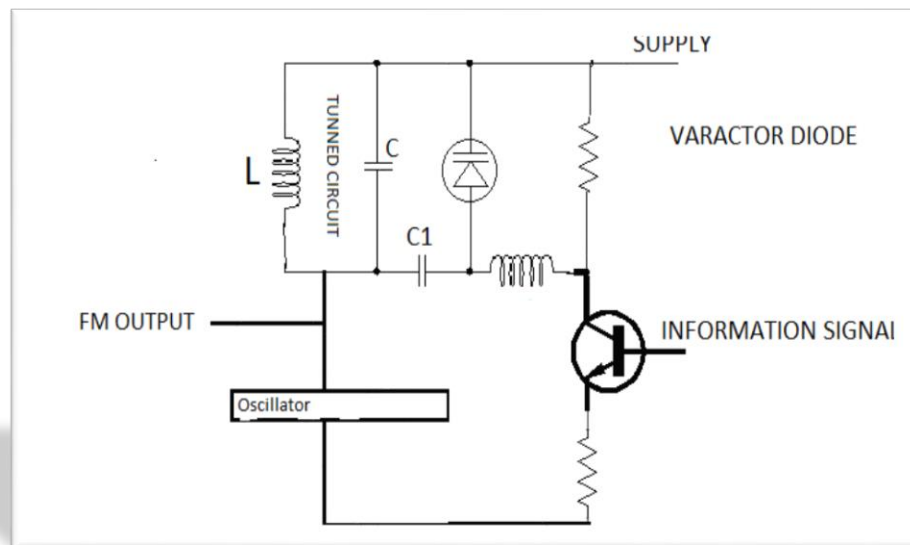 SUPPLY
VARACTOR DIODE
TUNNED CIRCUIT
C
L
C1
FM OUTPUT
INFORMATION SIGNAL
Oscillator